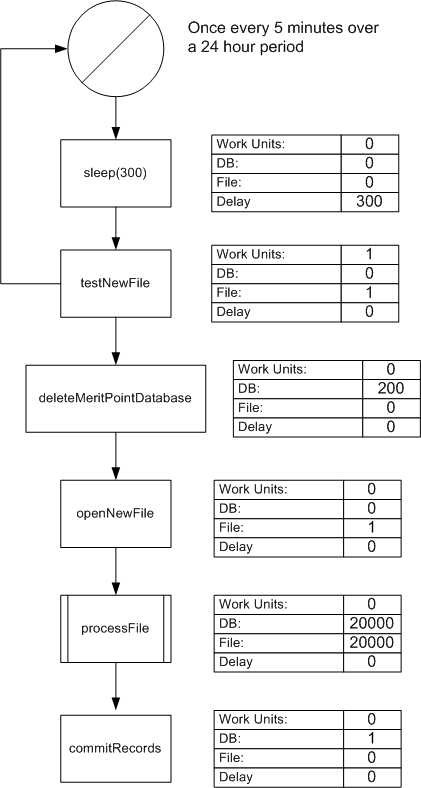 Once every 5 minutes over
a 24 hour period
sleep(300)
Work Units: 0
DB: 0
File: 0
Delay 300
testNewFile
Work Units: 1
DB: 0
File: 1
Delay 0
deleteMeritPointDatabase
Work Units: 0
DB: 200
File: 0
Delay 0
openNewFile
Work Units: 0
DB: 0
File: 1
Delay 0
processFile
Work Units: 0
DB: 20000
File: 20000
Delay 0
commitRecords
Work Units: 0
DB: 1
File: 0
Delay 0